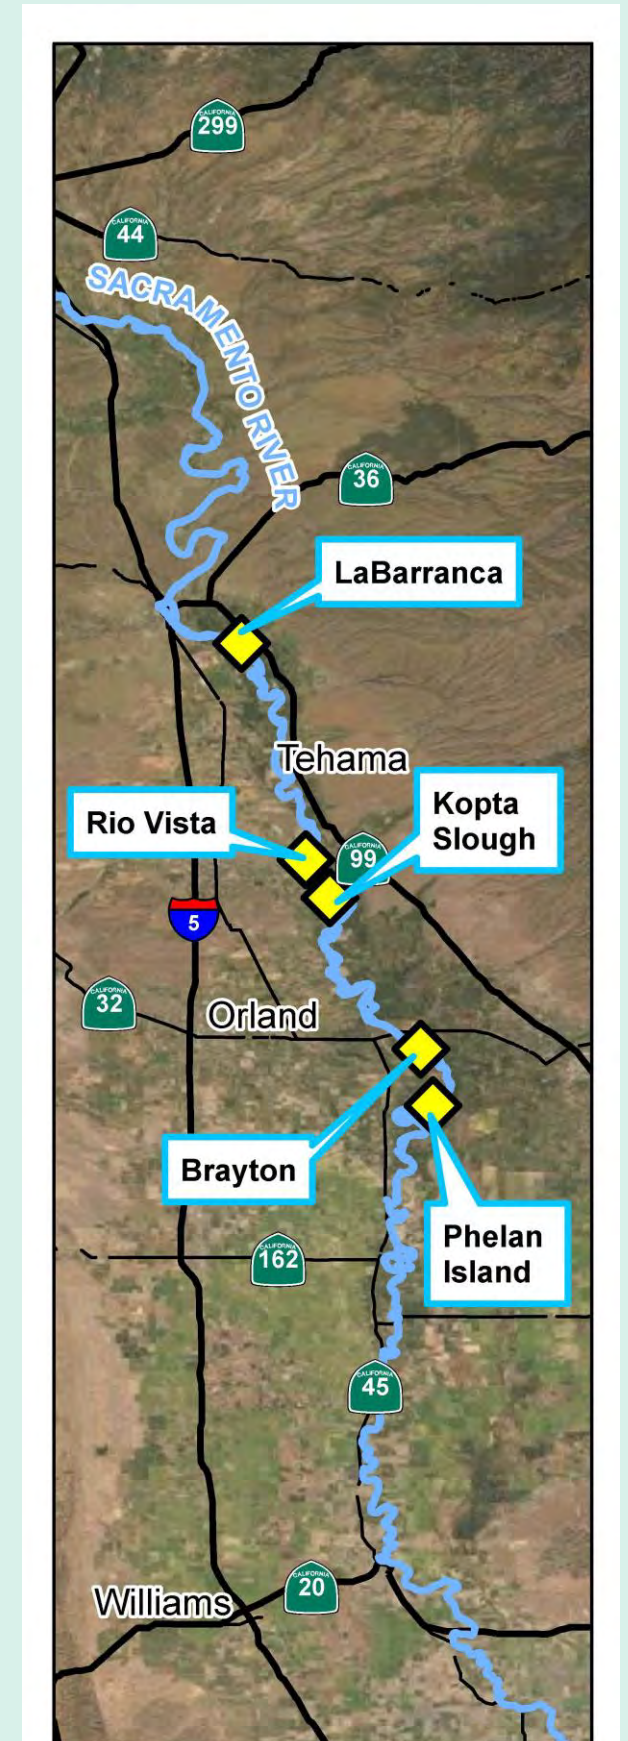 CALIFORNIA
299
CALIFORNIA
44
SACRAMENTO RIVER
CALIFORNIA
36
LaBarranca
Tehama
Kopta
Slough
Rio Vista
CALIFORNIA
99
5
CALIFORNIA
32
Orland
Brayton
Phelan
Island
CALIFORNIA
162
CALIFORNIA
45
CALIFORNIA
20
Williams